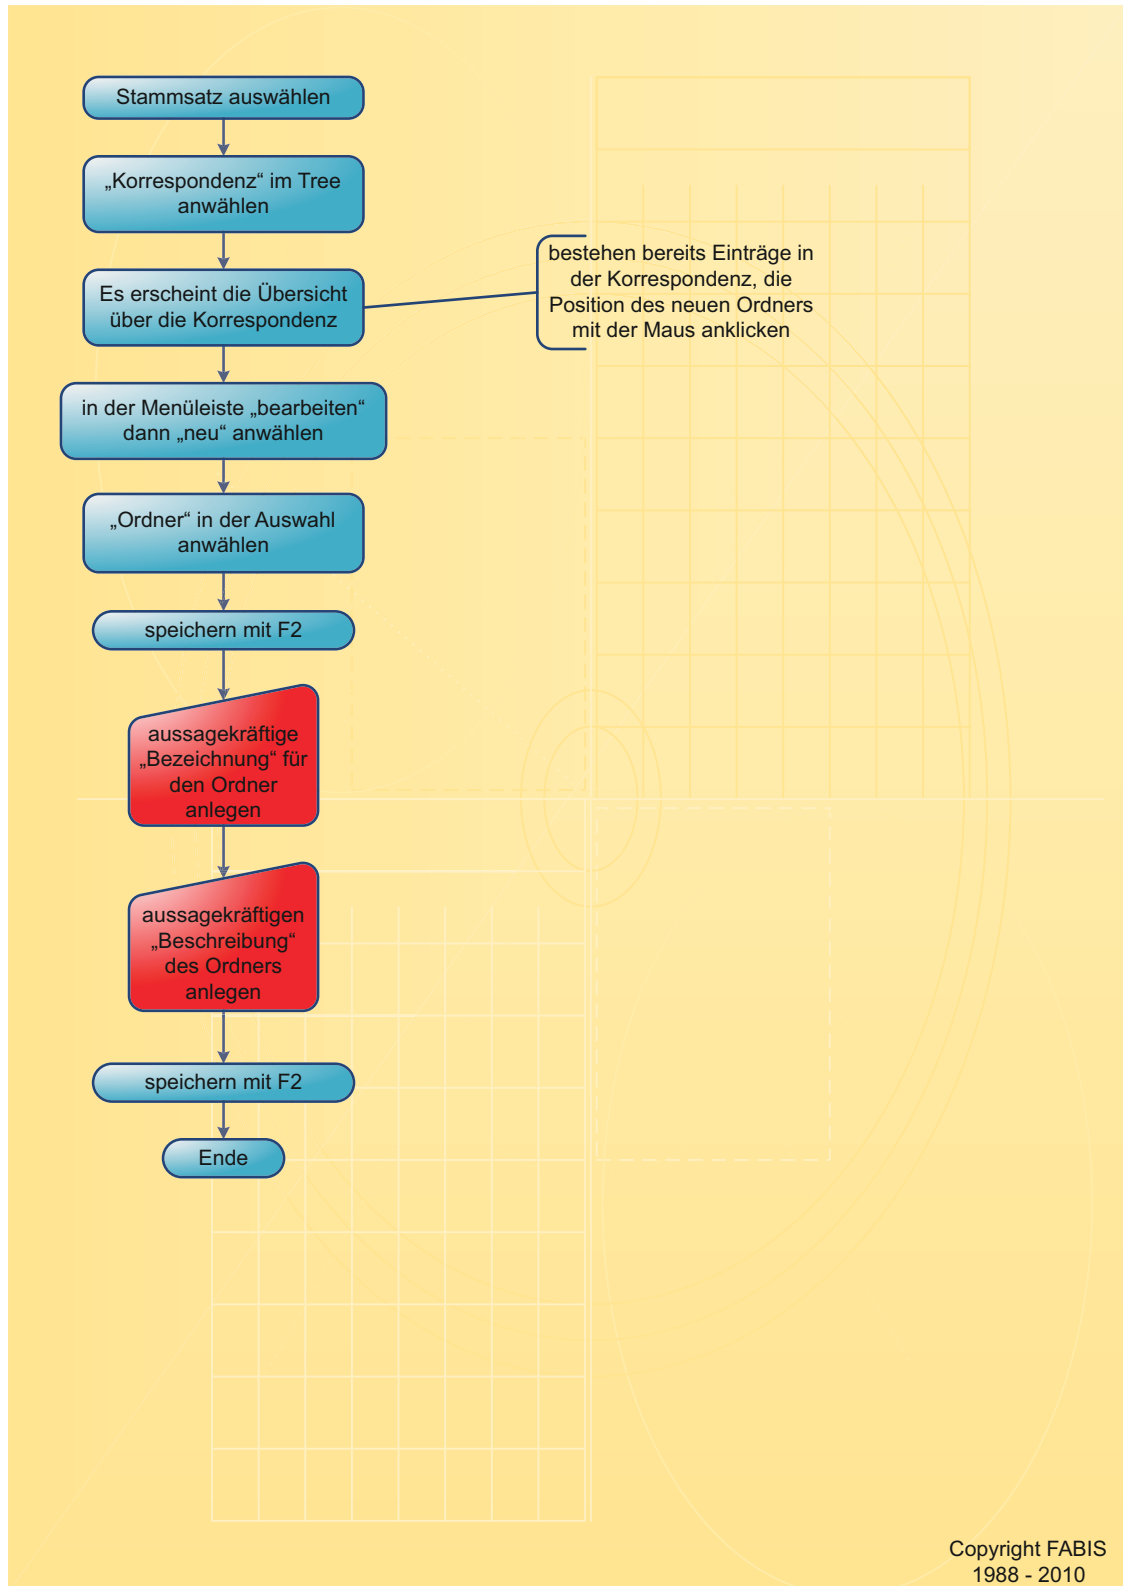 Stammsatz auswählen
„Korrespondenz“ im Tree
anwählen
Es erscheint die Übersicht
über die Korrespondenz
bestehen bereits Einträge in
der Korrespondenz, die
Position des neuen Ordners
mit der Maus anklicken
in der Menüleiste „bearbeiten“
dann „neu“ anwählen
„Ordner“ in der Auswahl
anwählen
speichern mit F2
aussagekräftige
„Bezeichnung“ für
den Ordner
anlegen
aussagekräftigen
„Beschreibung“
des Ordners
anlegen
speichern mit F2
Ende
Copyright FABIS
1988 - 2010